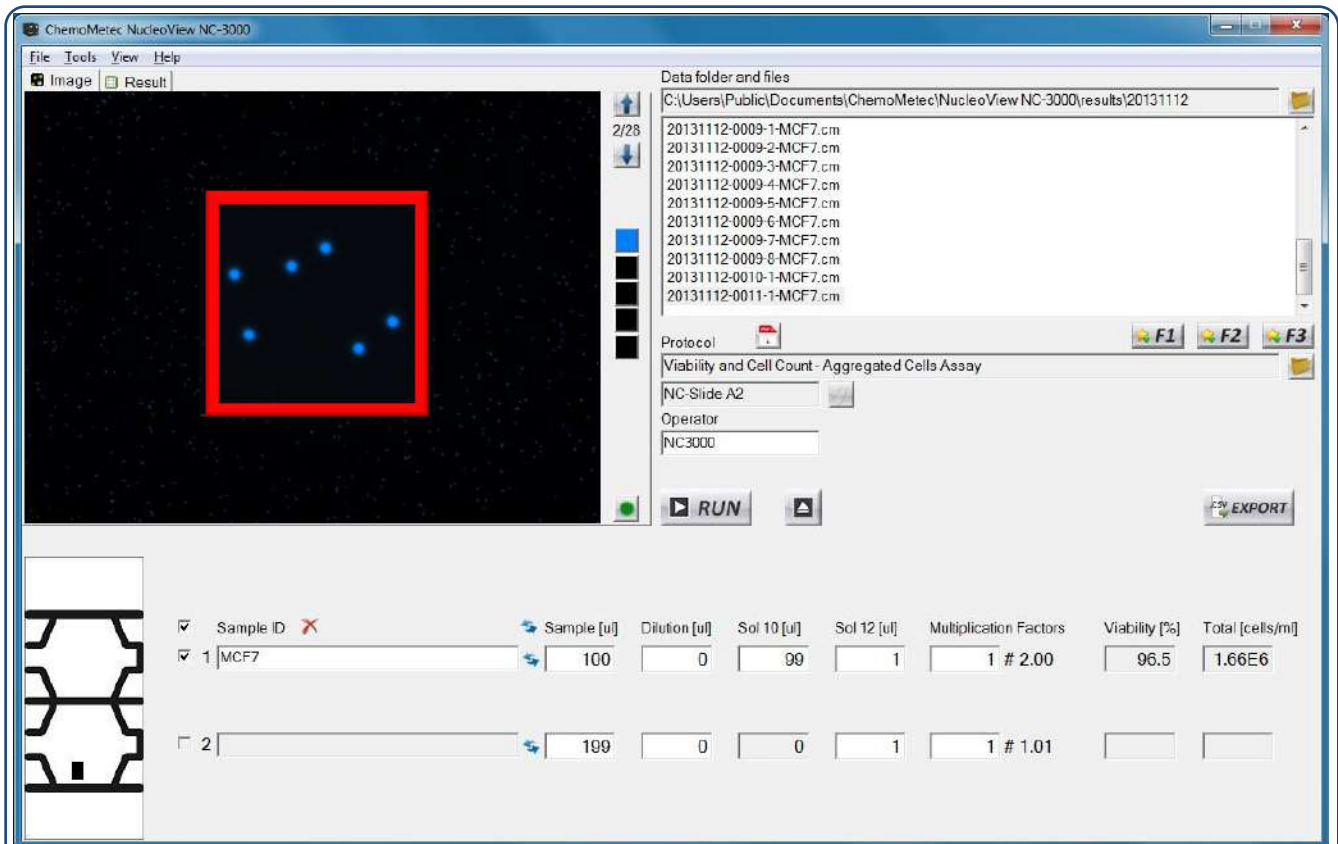 ChemoMetec NucleoView NC-3000
File Tools View Help
Image Result
2/28
Data folder and files
C:\Users\Public\Documents\ChemoMetec\NucleoView NC-3000\results\20131112
20131112-0009-1-MCF7.cm
20131112-0009-2-MCF7.cm
20131112-0009-3-MCF7.cm
20131112-0009-4-MCF7.cm
20131112-0009-5-MCF7.cm
20131112-0009-6-MCF7.cm
20131112-0009-7-MCF7.cm
20131112-0009-8-MCF7.cm
20131112-0010-1-MCF7.cm
20131112-0011-1-MCF7.cm
Protocol F1 F2 F3
Viability and Cell Count - Aggregated Cells Assay
NC-Slide A2
Operator
NC3000
RUN CSV EXPORT
Sample ID Sample [ul] Dilution [ul] Sol 10 [ul] Sol 12 [ul] Multiplication Factors Viability [%] Total [cells/ml]
1 MCF7 100 0 99 1 1 # 2.00 96.5 1.66E6
2 199 0 0 1 1 # 1.01